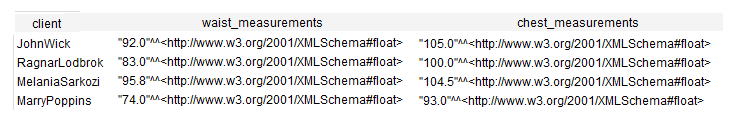 client waist_measurements chest_measurements
JohnWick "92.0"^^<http://www.w3.org/2001/XMLSchema#float> "105.0"^^<http://www.w3.org/2001/XMLSchema#float>
RagnarLodbrok "83.0"^^<http://www.w3.org/2001/XMLSchema#float> "100.0"^^<http://www.w3.org/2001/XMLSchema#float>
MelaniaSarkozi "95.8"^^<http://www.w3.org/2001/XMLSchema#float> "104.5"^^<http://www.w3.org/2001/XMLSchema#float>
MarryPoppins "74.0"^^<http://www.w3.org/2001/XMLSchema#float> "93.0"^^<http://www.w3.org/2001/XMLSchema#float>